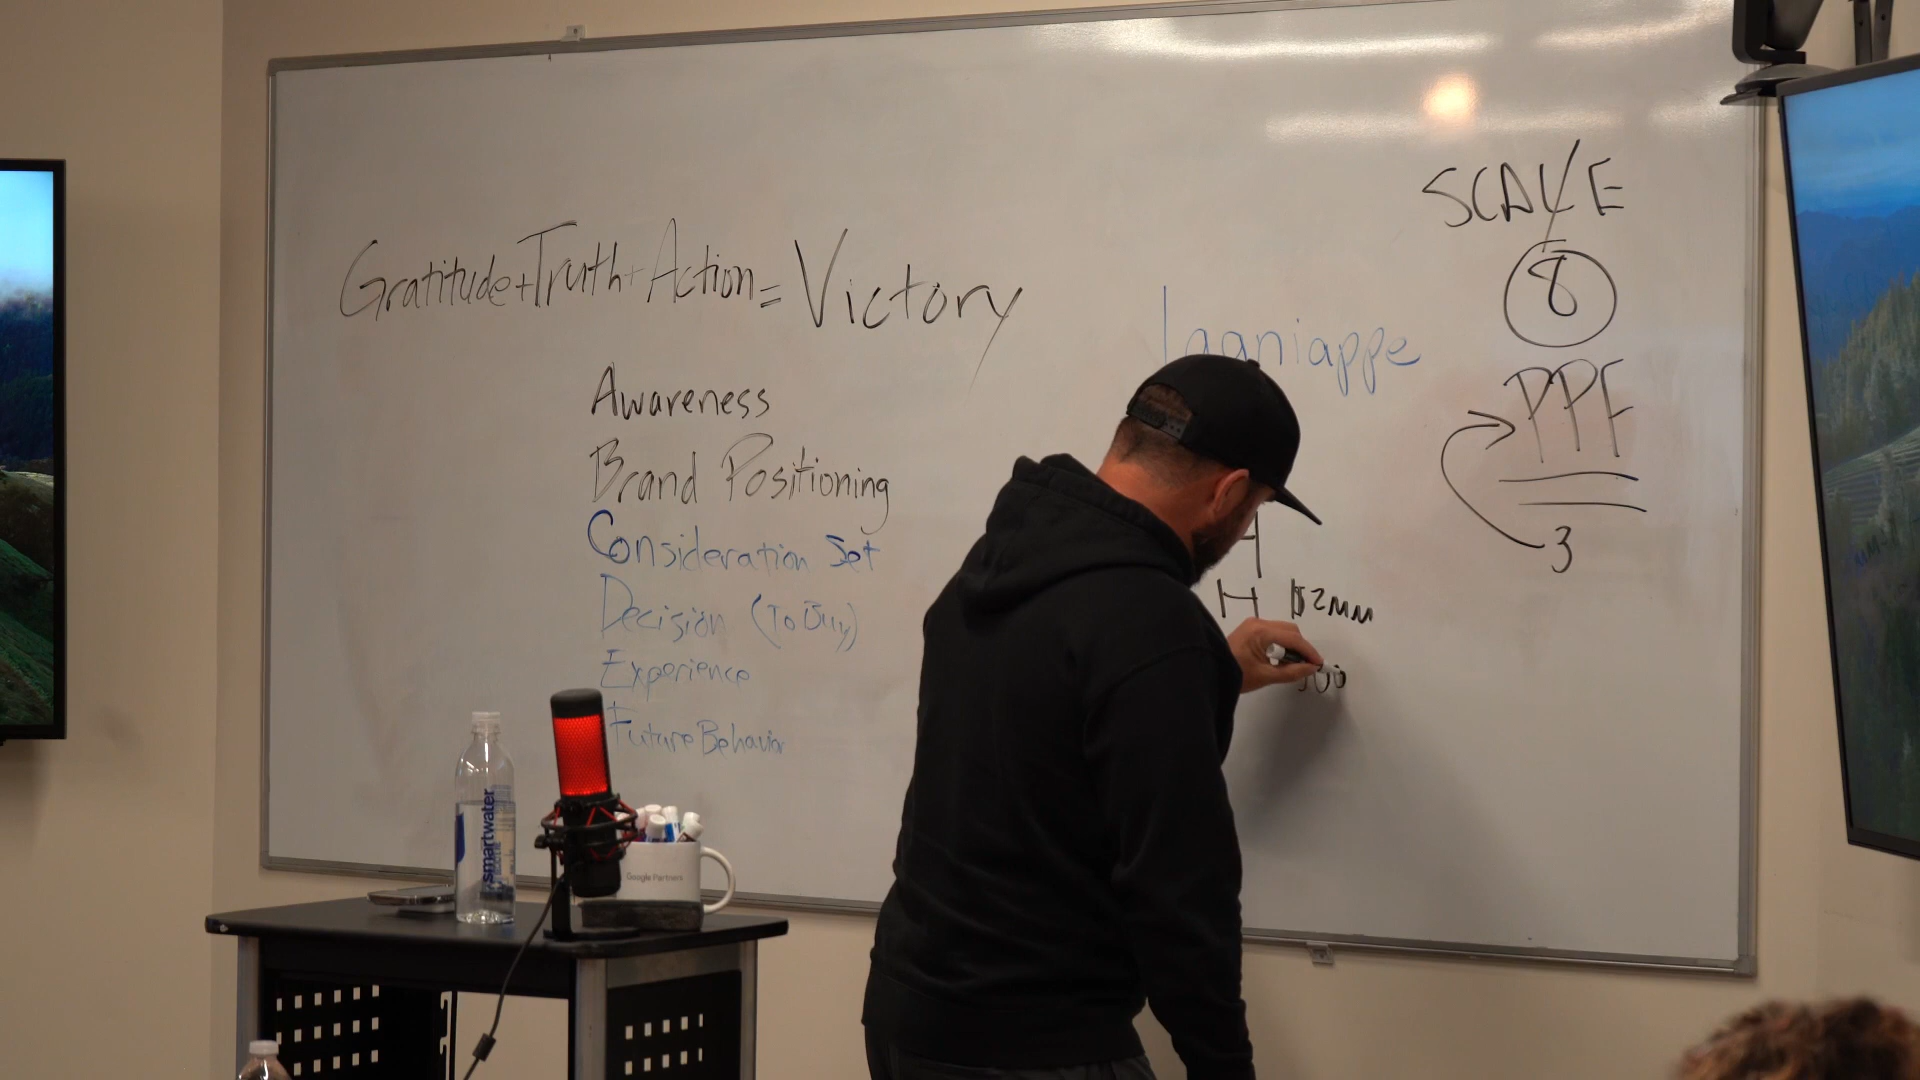 Gratitude+Truth+Action=Victory
Awareness
Brand Positioning
Consideration Set
Decision (To Buy)
Experience
Future Behavior
lagniappe
H $2MM
SCALE
8
PPF
3
smartwater
Google Partners